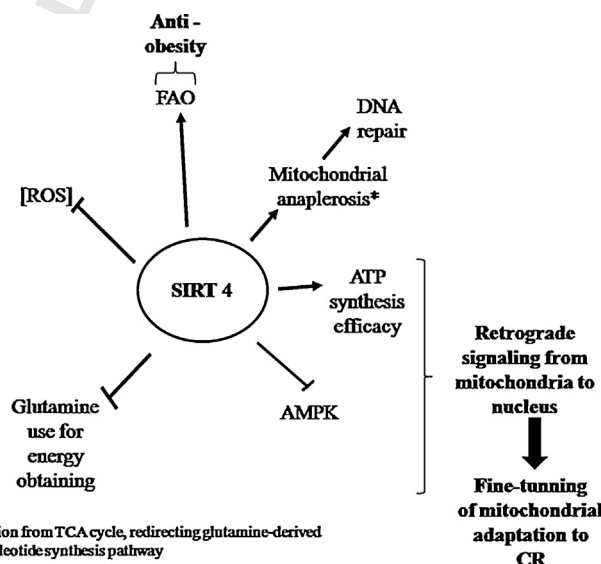 Anti -
obesity
FAO
DNA
repair
Mitochondrial
anaplerosis*
[ROS]
SIRT 4
ATP
synthesis
efficacy
AMPK
Glutamine
use for
energy
obtaining
Retrograde
signaling from
mitochondria to
nucleus
Fine-tunning
of mitochondrial
adaptation to
CR
from TCA cycle, redirecting glutamine-derived
synthesis pathway